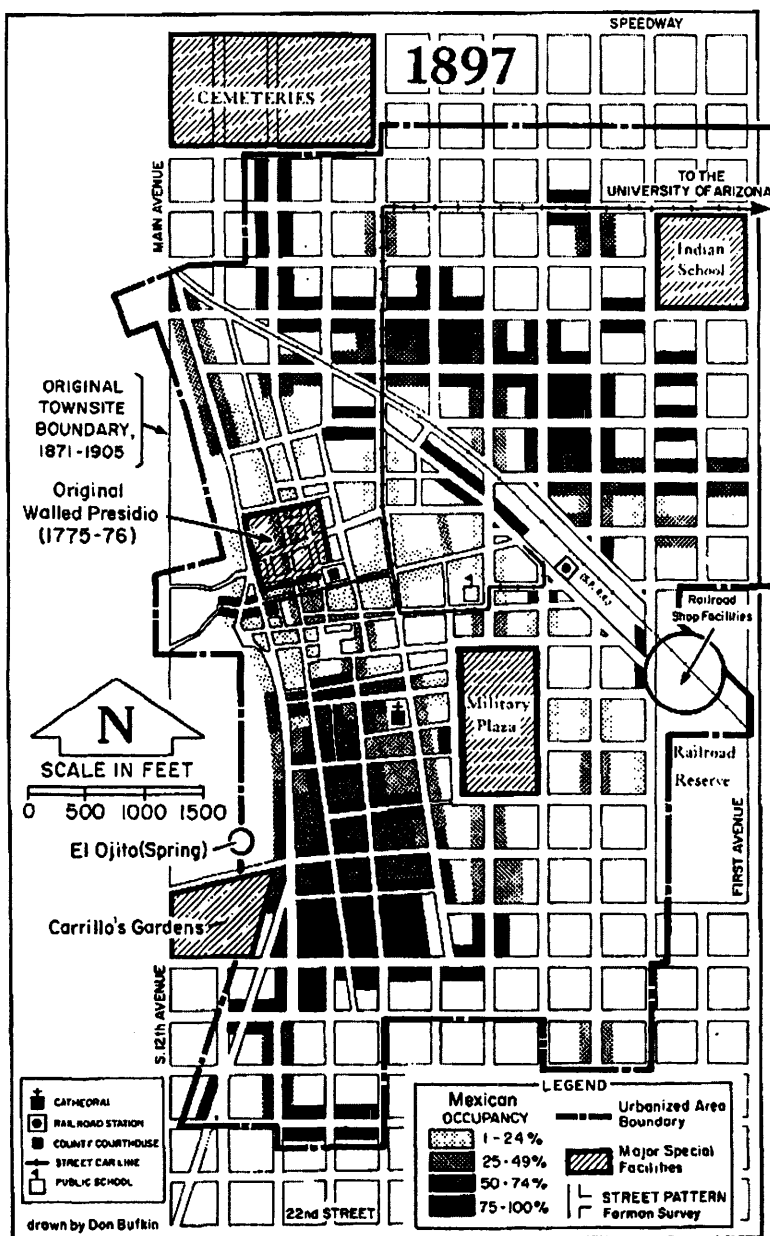 SPEEDWAY
1897
CEMETERIES
MAIN AVENUE
TO THE
UNIVERSITY OF ARIZONA
Indian
School
ORIGINAL
TOWNSITE
BOUNDARY,
1871-1905
Original
Walled Presidio
(1775-76)
(S.P. R.R.)
Railroad
Shop Facilities
Military
Plaza
N
SCALE IN FEET
0 500 1000 1500
Railroad
Reserve
El Ojito(Spring)
FIRST AVENUE
Carrillo's Gardens
S. 12th AVENUE
CATHEDRAL
RAILROAD STATION
COUNTY COURTHOUSE
STREET CAR LINE
PUBLIC SCHOOL
drawn by Don Bufkin
22nd STREET
LEGEND
Mexican
OCCUPANCY
1-24%
25-49%
50-74%
75-100%
Urbanized Area
Boundary
Major Special
Facilities
STREET PATTERN
Forman Survey